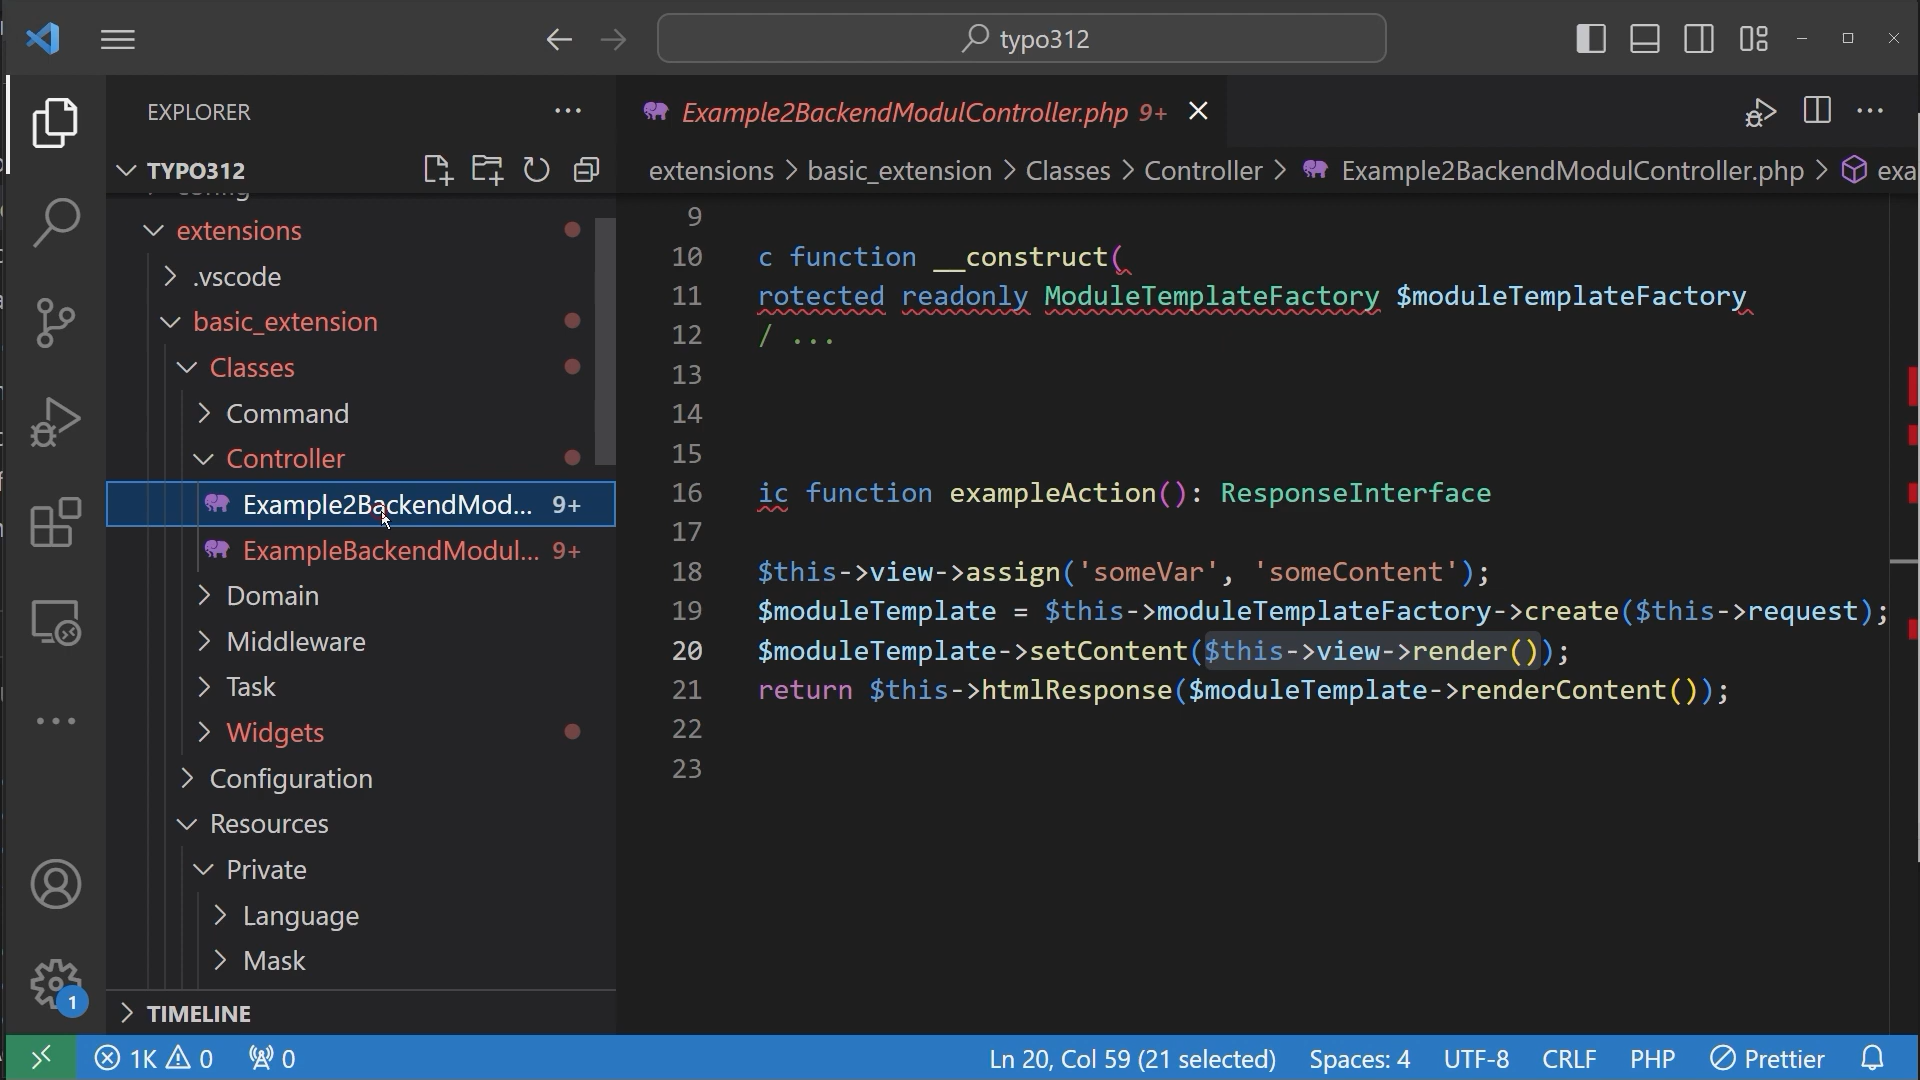 typo312
EXPLORER
Example2BackendModulController.php 9+
TYPO312
extensions > basic_extension > Classes > Controller > Example2BackendModulController.php > exa
extensions
.vscode
basic_extension
Classes
Command
Controller
Example2BackendMod... 9+
ExampleBackendModul... 9+
Domain
Middleware
Task
Widgets
Configuration
Resources
Private
Language
Mask
TIMELINE
9
10 c function __construct(
11 rotected readonly ModuleTemplateFactory $moduleTemplateFactory
12 / ...
13
14
15
16 ic function exampleAction(): ResponseInterface
17
18 $this->view->assign('someVar', 'someContent');
19 $moduleTemplate = $this->moduleTemplateFactory->create($this->request);
20 $moduleTemplate->setContent($this->view->render());
21 return $this->htmlResponse($moduleTemplate->renderContent());
22
23
1
1K 0 0
Ln 20, Col 59 (21 selected) Spaces: 4 UTF-8 CRLF PHP Prettier